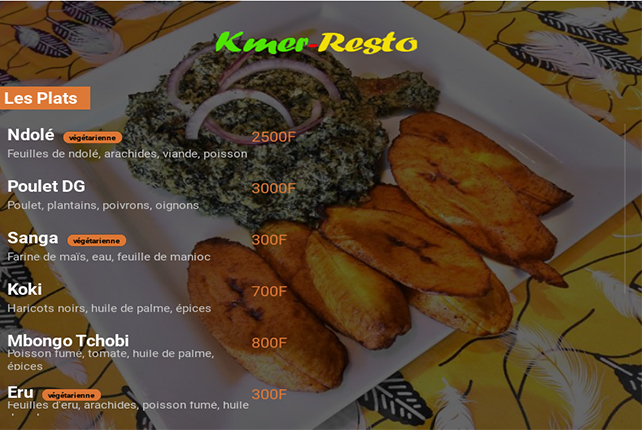 Kmer-Resto
Les Plats
Ndolé végétarienne 2500F
Feuilles de ndolé, arachides, viande, poisson
Poulet DG 3000F
Poulet, plantains, poivrons, oignons
Sanga végétarienne 300F
Farine de maïs, eau, feuille de manioc
Koki 700F
Haricots noirs, huile de palme, épices
Mbongo Tchobi 800F
Poisson fumé, tomate, huile de palme,
épices
Eru végétarienne 300F
Feuilles d'eru, arachides, poisson fumé, huile